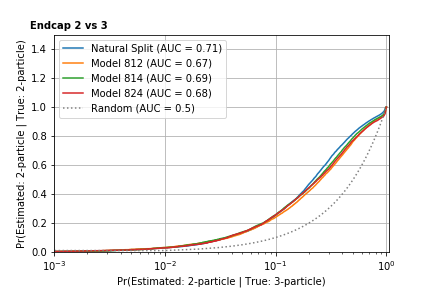 Endcap 2 vs 3
Pr(Estimated: 2-particle | True: 2-particle)
1.4
1.2
1.0
0.8
0.6
0.4
0.2
0.0
Natural Split (AUC = 0.71)
Model 812 (AUC = 0.67)
Model 814 (AUC = 0.69)
Model 824 (AUC = 0.68)
Random (AUC = 0.5)
10⁻³ 10⁻² 10⁻¹ 10⁰
Pr(Estimated: 2-particle | True: 3-particle)